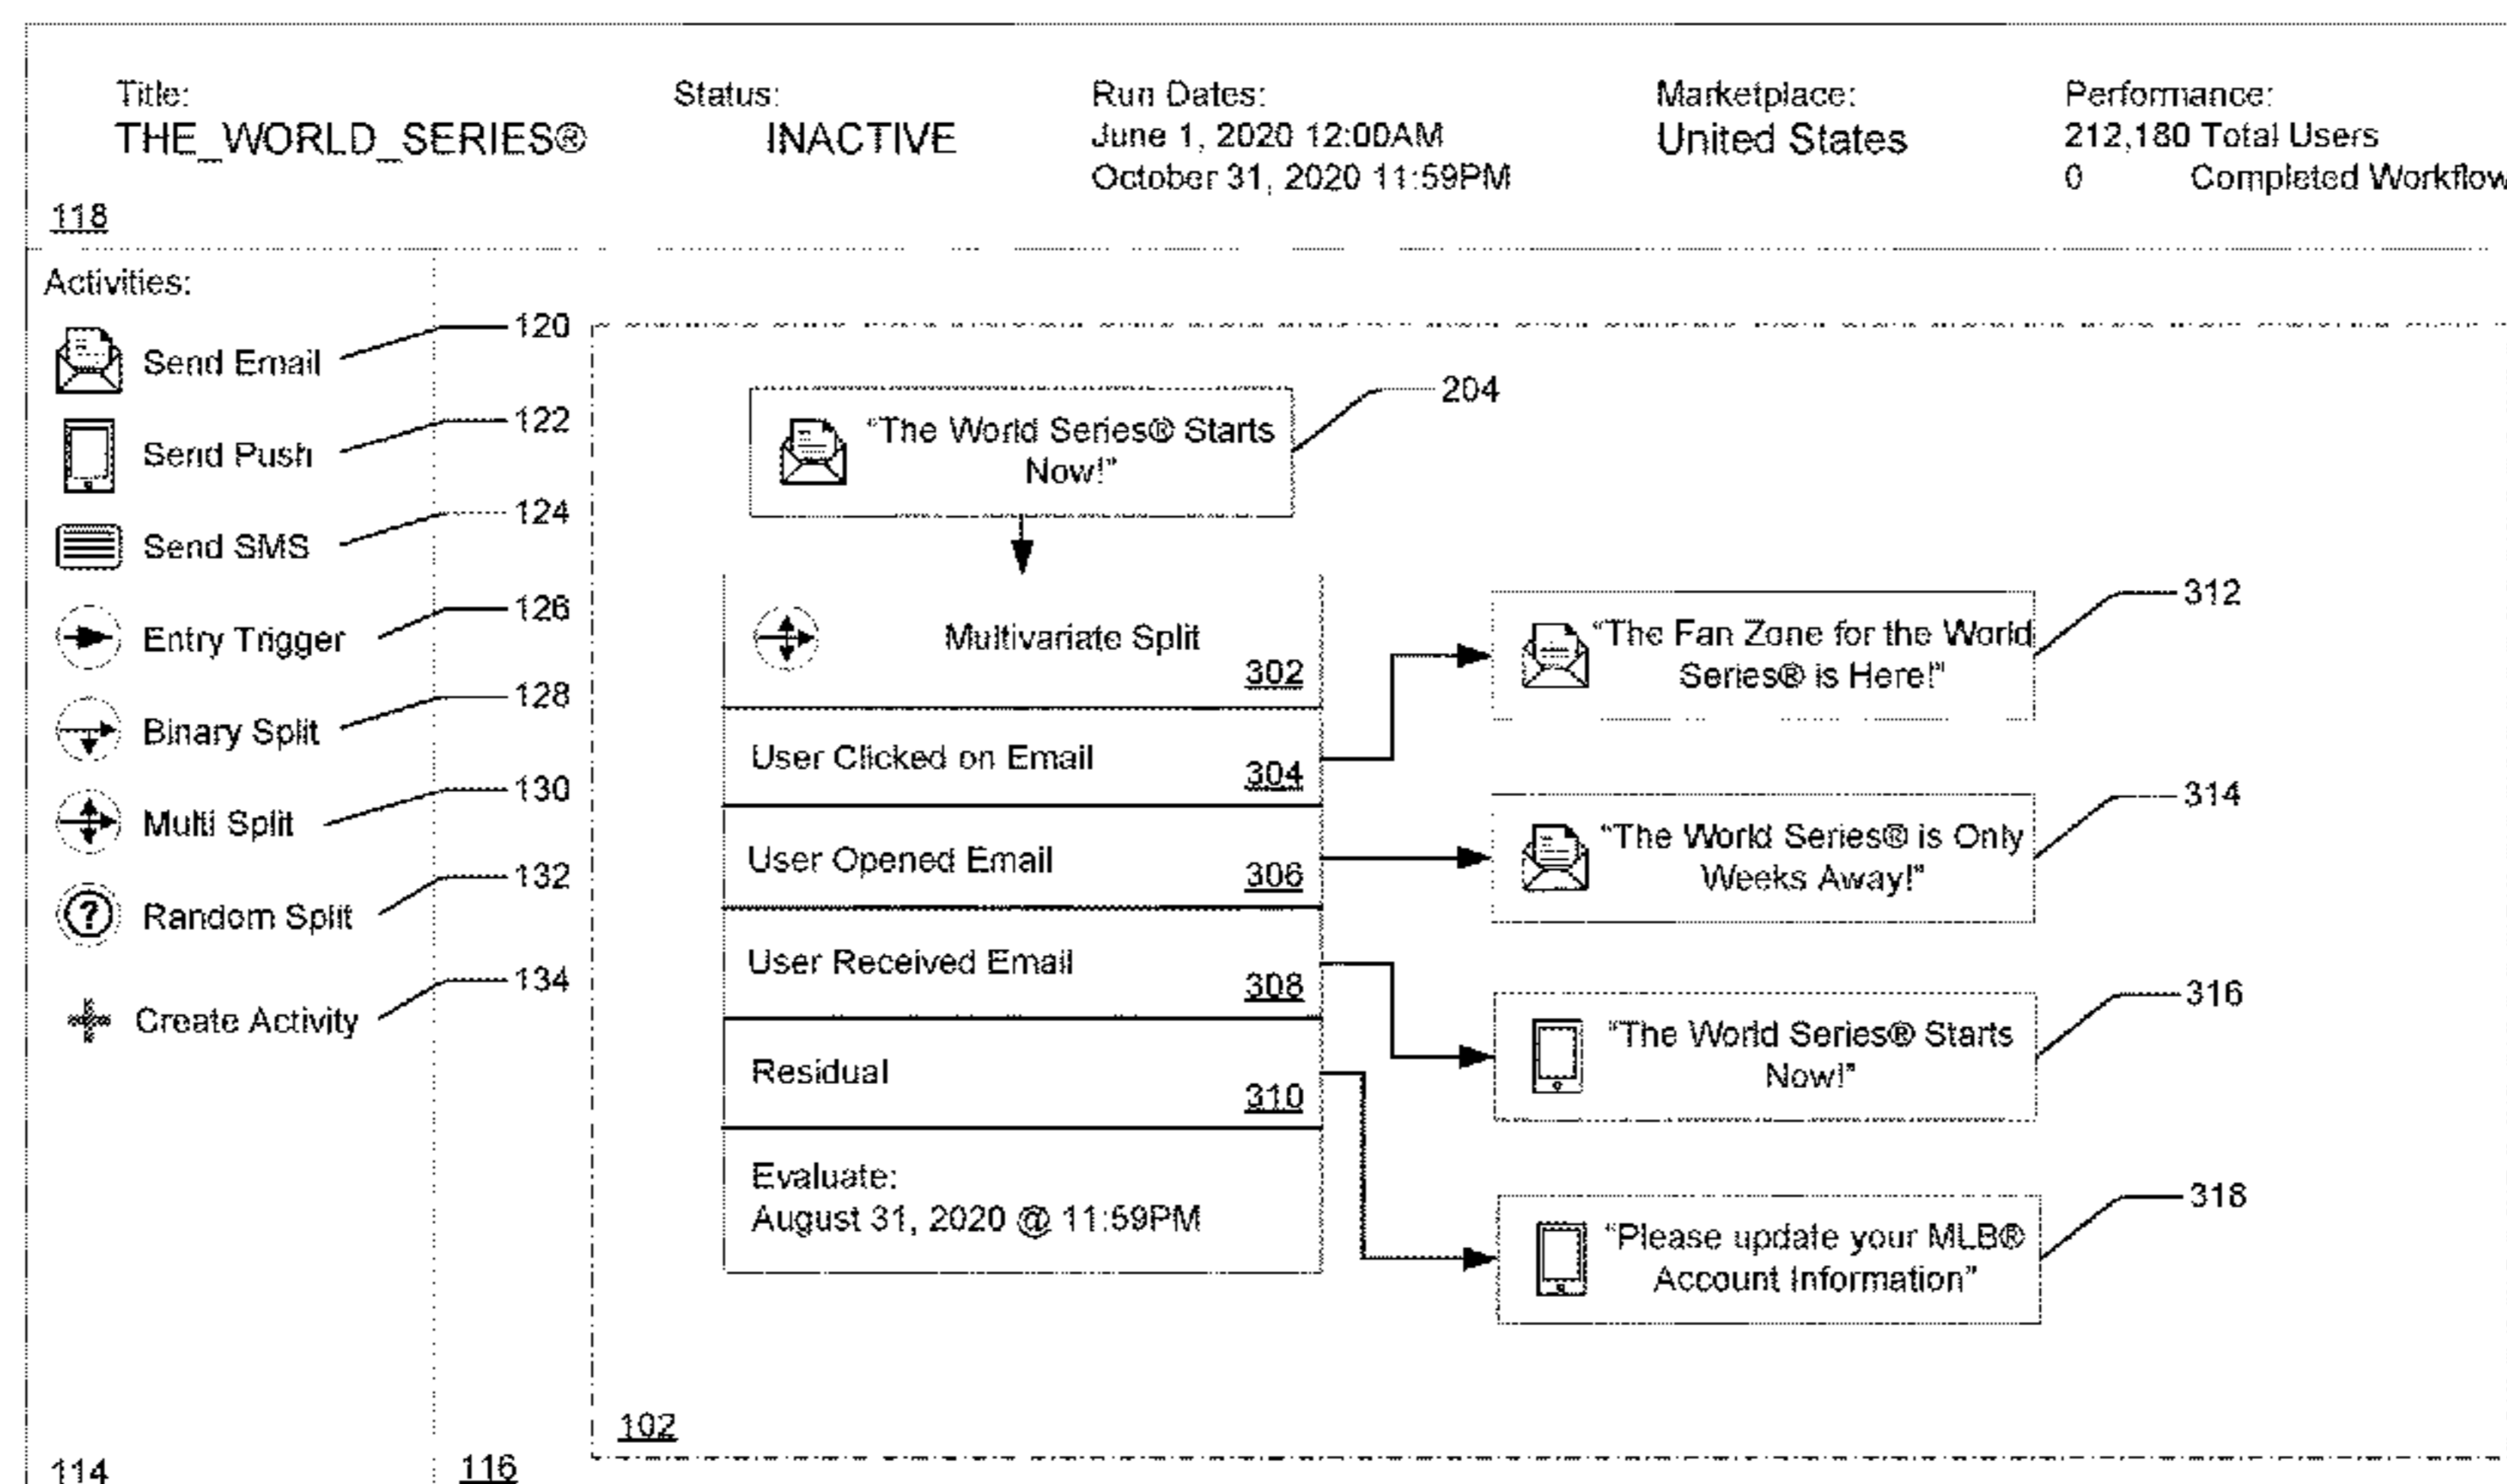 Title:
THE_WORLD_SERIES®
Status:
INACTIVE
Run Dates:
June 1, 2020 12:00AM
October 31, 2020 11:59PM
Marketplace:
United States
Performance:
212,180 Total Users
0 Completed Workflow
118
Activities:
Send Email
120
Send Push
122
Send SMS
124
Entry Trigger
126
Binary Split
128
Multi Split
130
Random Split
132
Create Activity
134
114
116
"The World Series® Starts
Now!"
204
Multivariate Split
302
User Clicked on Email
304
User Opened Email
306
User Received Email
308
Residual
310
Evaluate:
August 31, 2020 @ 11:59PM
"The Fan Zone for the World
Series® is Here!"
312
"The World Series® is Only
Weeks Away!"
314
"The World Series® Starts
Now!"
316
"Please update your MLB®
Account Information"
318
102